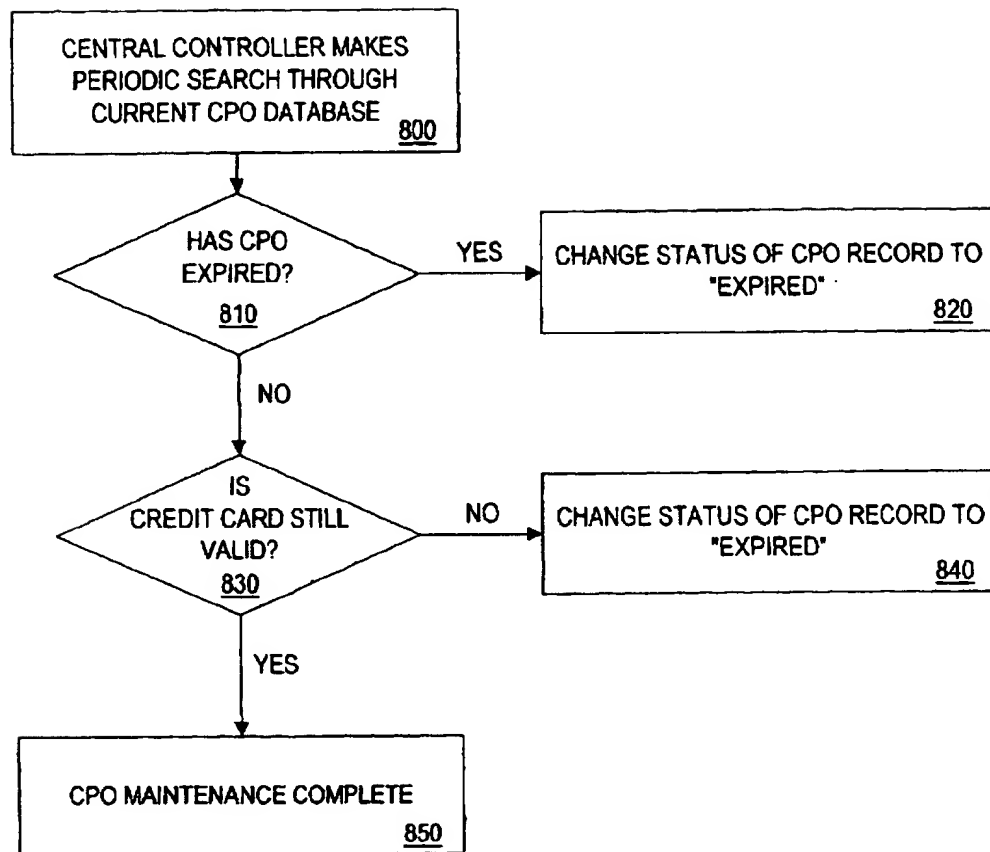 CENTRAL CONTROLLER MAKES
PERIODIC SEARCH THROUGH
CURRENT CPO DATABASE
800
HAS CPO
EXPIRED?
810
YES
CHANGE STATUS OF CPO RECORD TO
"EXPIRED"
820
NO
IS
CREDIT CARD STILL
VALID?
830
NO
CHANGE STATUS OF CPO RECORD TO
"EXPIRED"
840
YES
CPO MAINTENANCE COMPLETE
850